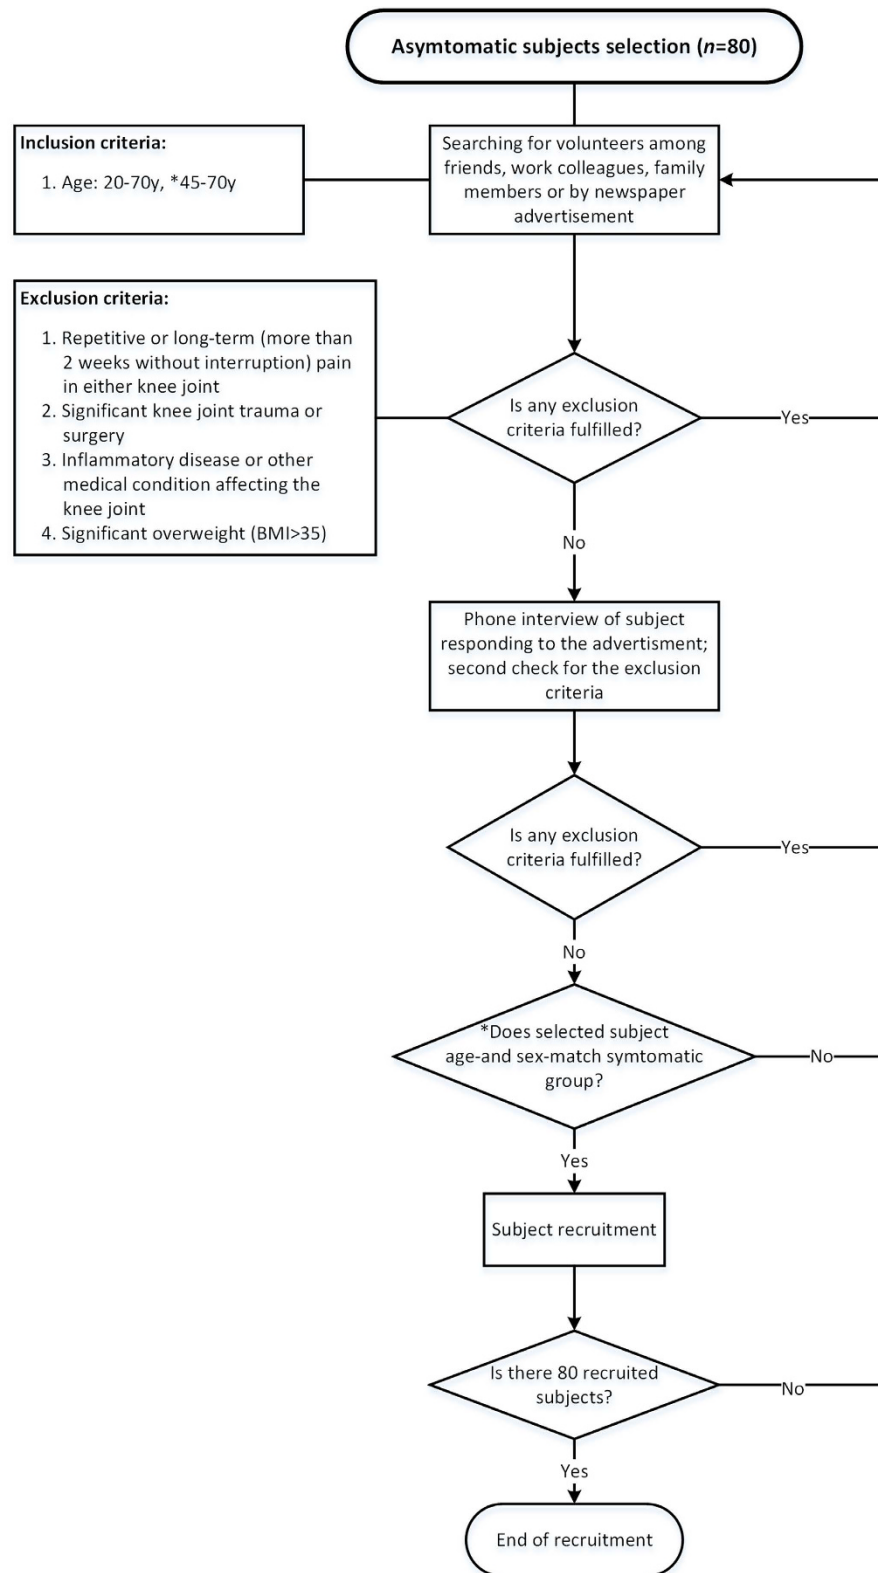 Asymtomatic subjects selection (n=80)
Inclusion criteria:
1. Age: 20-70y, *45-70y
Searching for volunteers among
friends, work colleagues, family
members or by newspaper
advertisement
Exclusion criteria:
1. Repetitive or long-term (more than
2 weeks without interruption) pain
in either knee joint
2. Significant knee joint trauma or
surgery
3. Inflammatory disease or other
medical condition affecting the
knee joint
4. Significant overweight (BMI>35)
Is any exclusion
criteria fulfilled?
Yes
No
Phone interview of subject
responding to the advertisment;
second check for the exclusion
criteria
Is any exclusion
criteria fulfilled?
Yes
No
*Does selected subject
age-and sex-match symtomatic
group?
No
Yes
Subject recruitment
Is there 80 recruited
subjects?
No
Yes
End of recruitment